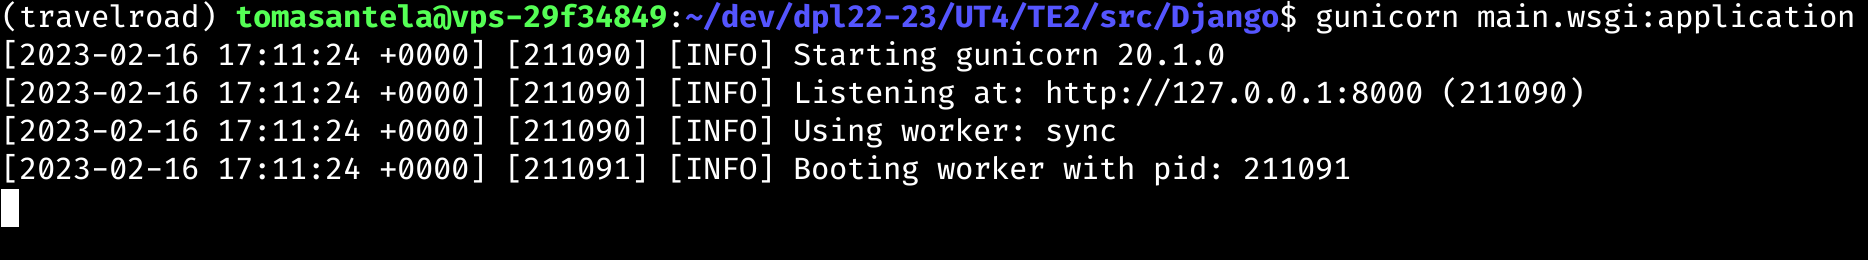 (travelroad) tomasantela@vps-29f34849:~/dev/dpl22-23/UT4/TE2/src/Django$ gunicorn main.wsgi:application
[2023-02-16 17:11:24 +0000] [211090] [INFO] Starting gunicorn 20.1.0
[2023-02-16 17:11:24 +0000] [211090] [INFO] Listening at: http://127.0.0.1:8000 (211090)
[2023-02-16 17:11:24 +0000] [211090] [INFO] Using worker: sync
[2023-02-16 17:11:24 +0000] [211091] [INFO] Booting worker with pid: 211091